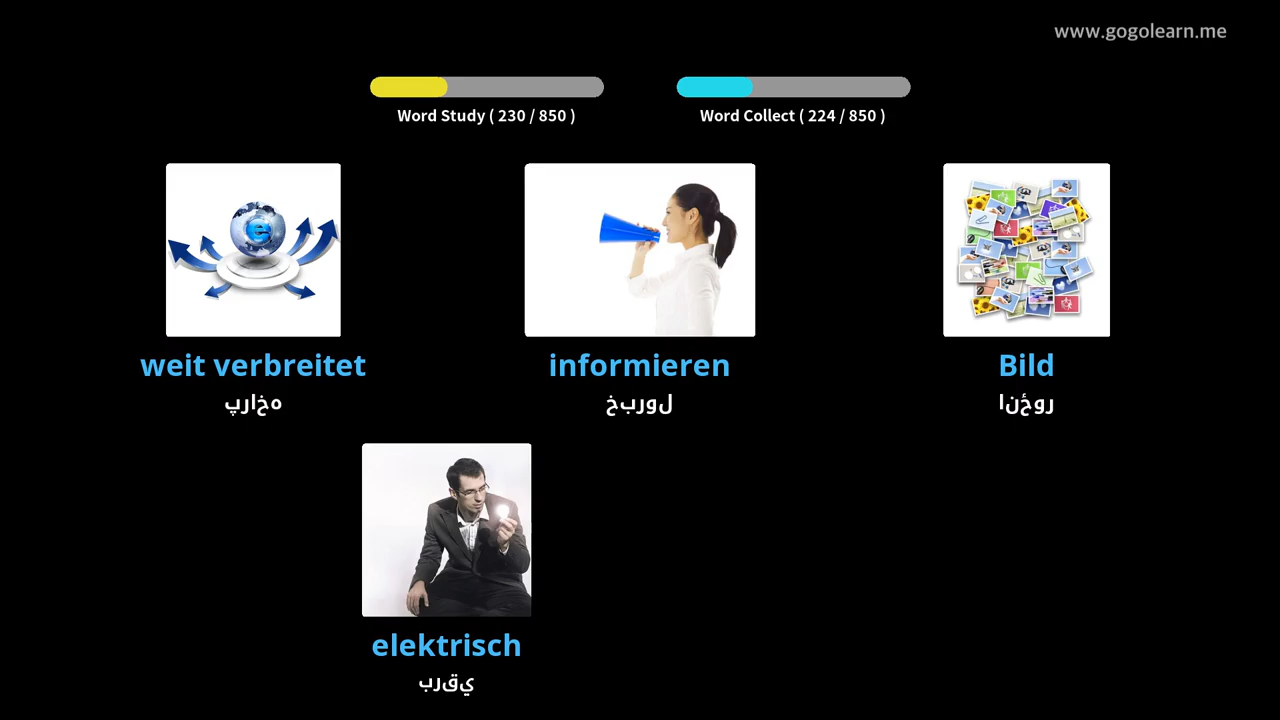 www.gogolearn.me
Word Study ( 230 / 850 )
Word Collect ( 224 / 850 )
weit verbreitet
پراخه
informieren
خبرول
Bild
انځور
elektrisch
برقي